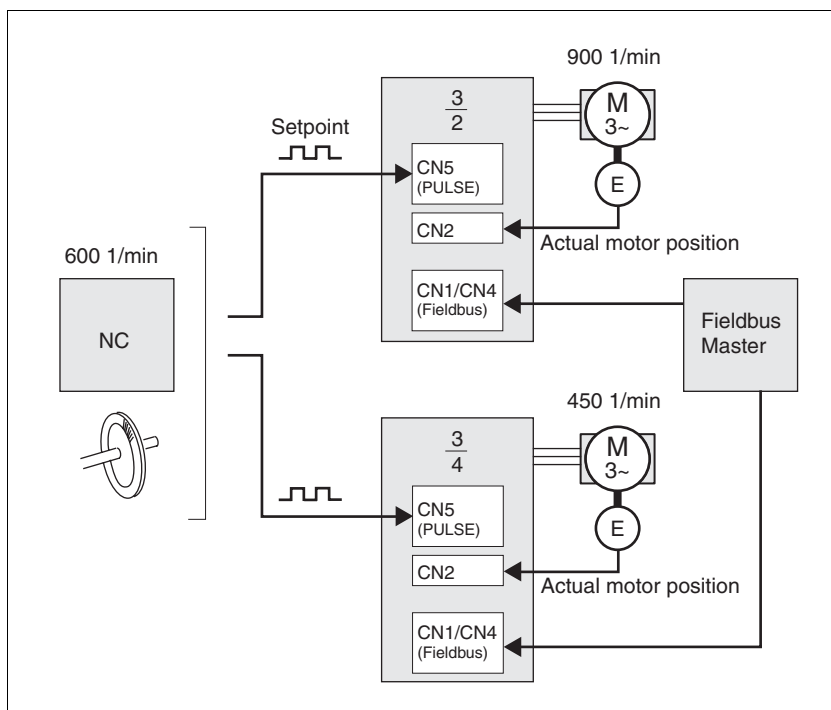 900 1/min
3
2
M
3~
Setpoint
CN5
(PULSE)
E
CN2
Actual motor position
600 1/min
NC
CN1/CN4
(Fieldbus)
Fieldbus
Master
450 1/min
3
4
M
3~
CN5
(PULSE)
E
CN2
Actual motor position
CN1/CN4
(Fieldbus)